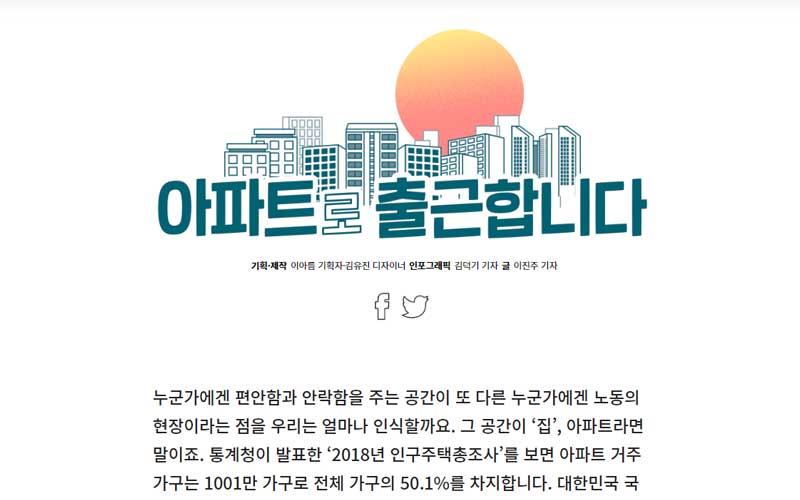 아파트로 출근합니다
기획·제작 이아름 기획자·김유진 디자이너 인포그래픽 김덕기 기자 글 이진주 기자
누군가에겐 편안함과 안락함을 주는 공간이 또 다른 누군가에겐 노동의
현장이라는 점을 우리는 얼마나 인식할까요. 그 공간이 ‘집’, 아파트라면
말이죠. 통계청이 발표한 ‘2018년 인구주택총조사’를 보면 아파트 거주
가구는 1001만 가구로 전체 가구의 50.1%를 차지합니다. 대한민국 국